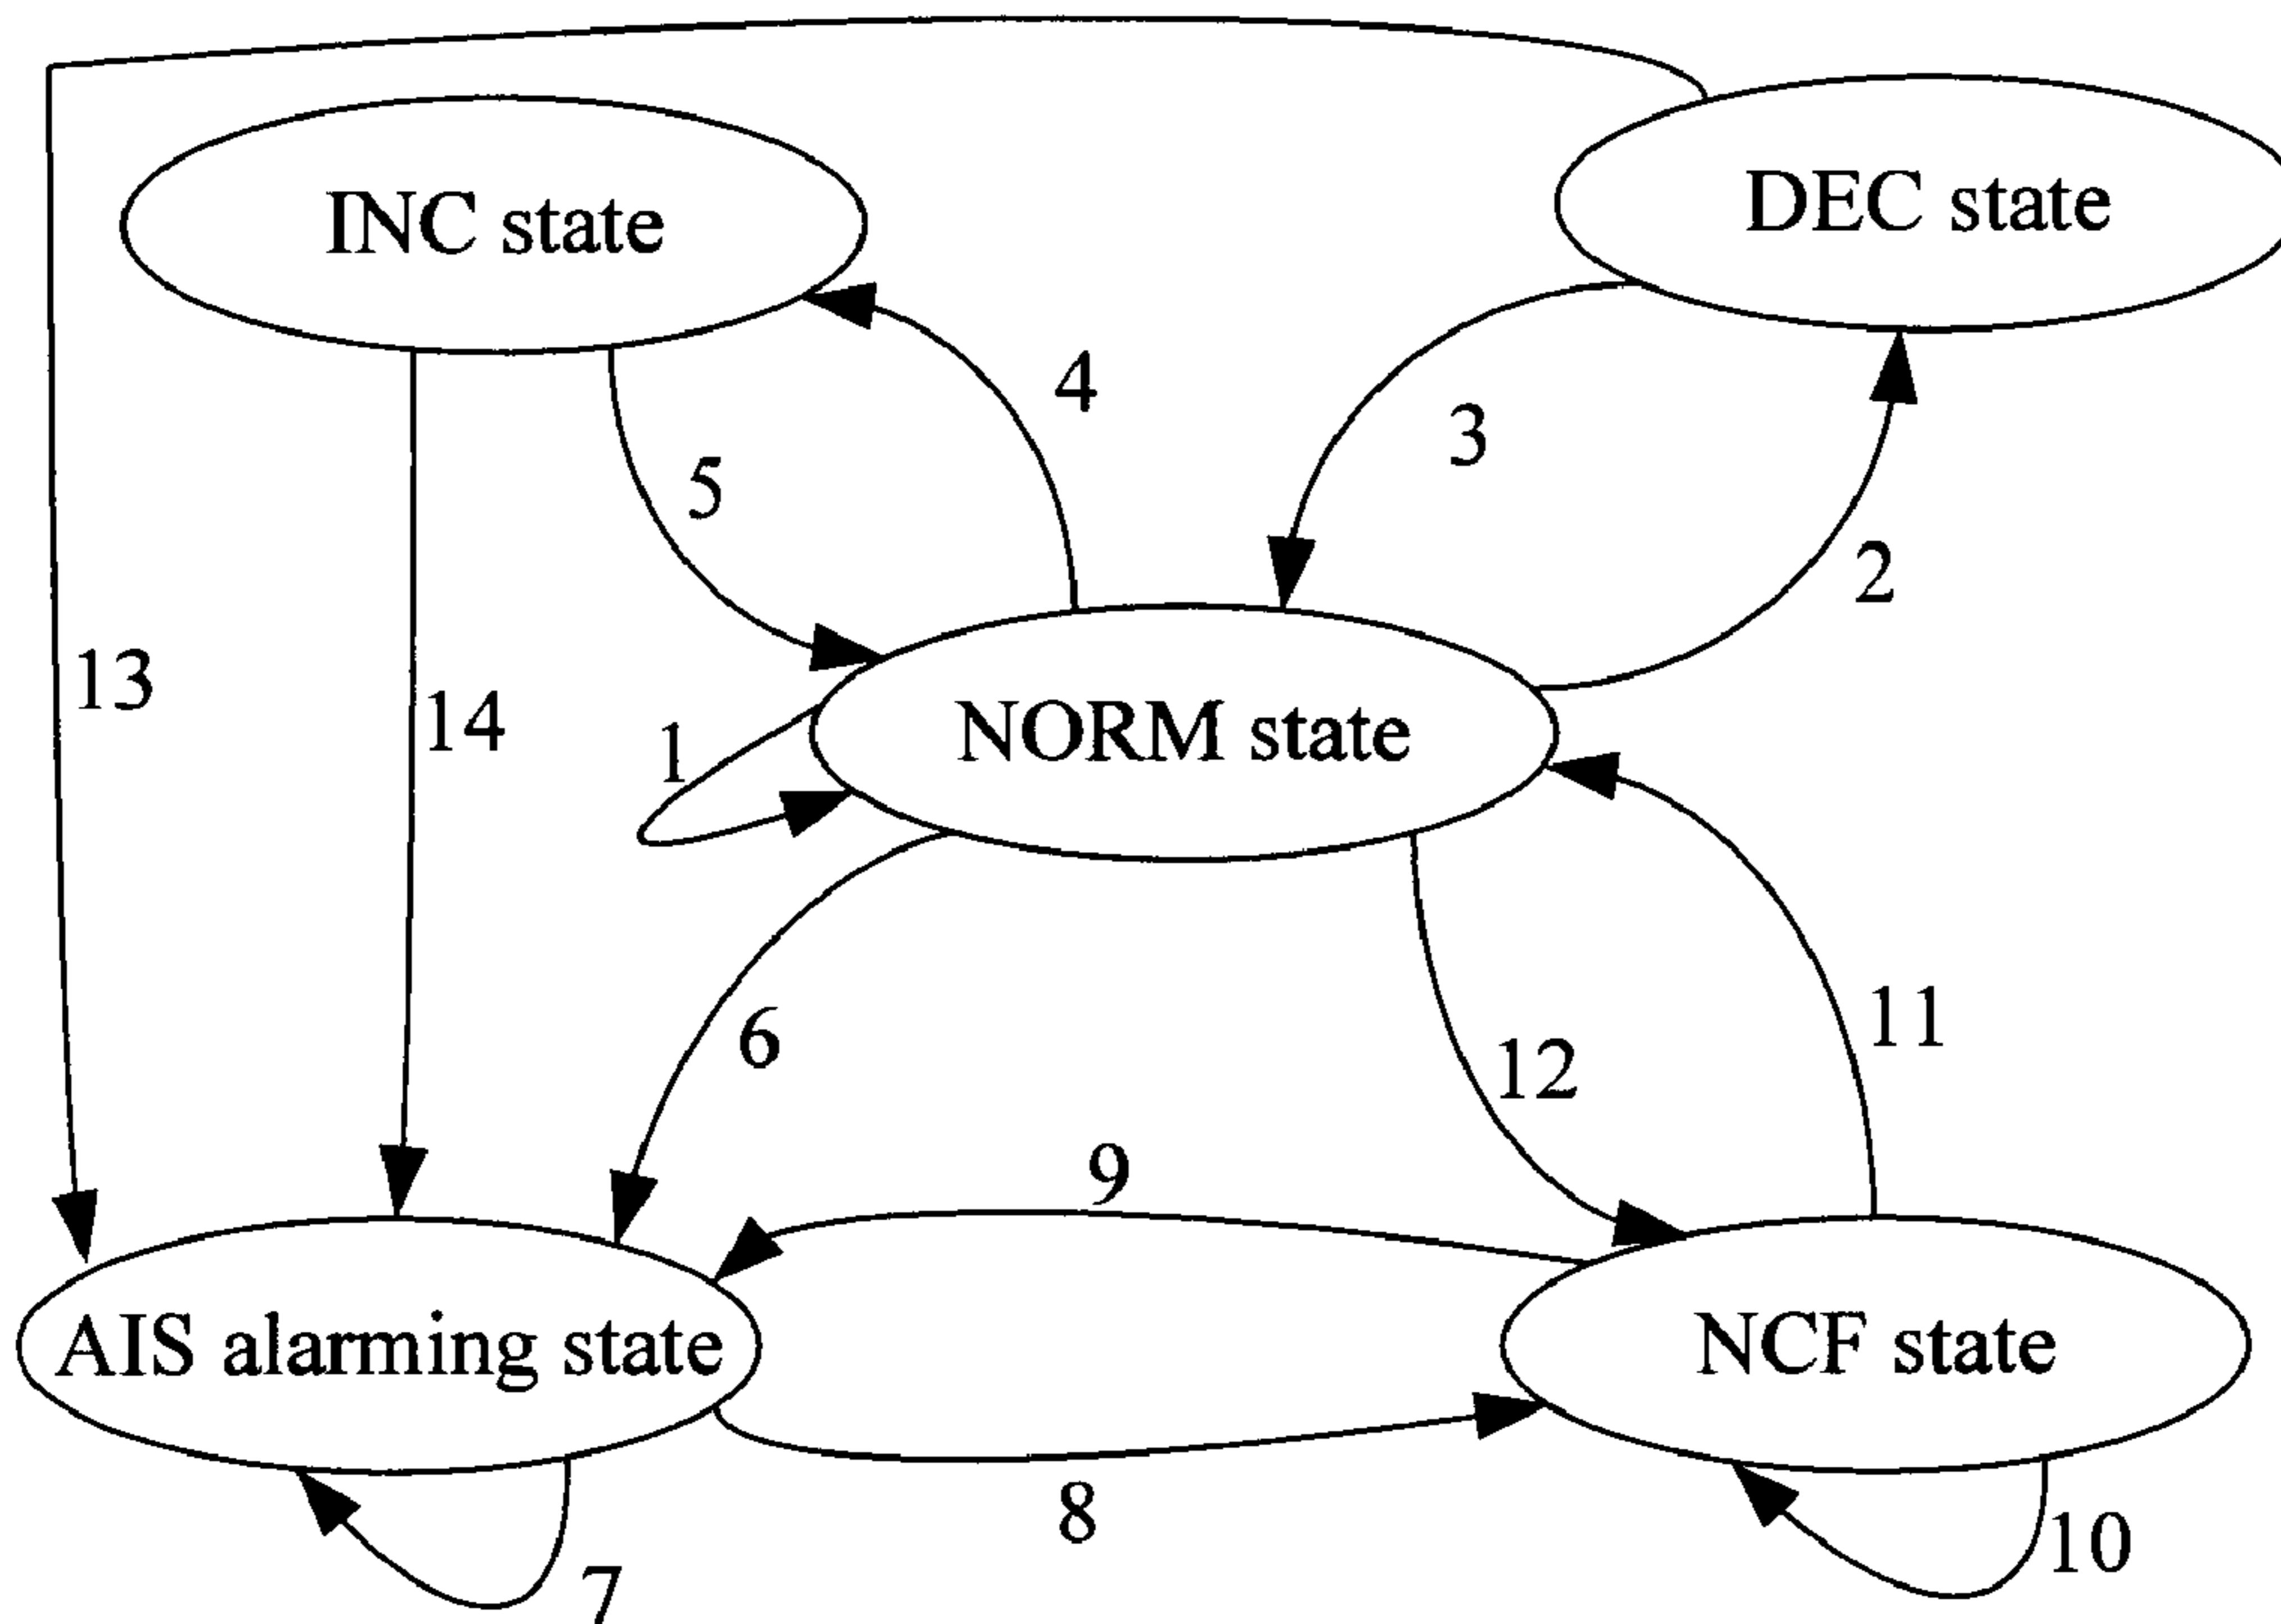 INC state
DEC state
4
3
5
2
13
14
1
NORM state
6
12
11
9
AIS alarming state
NCF state
8
10
7